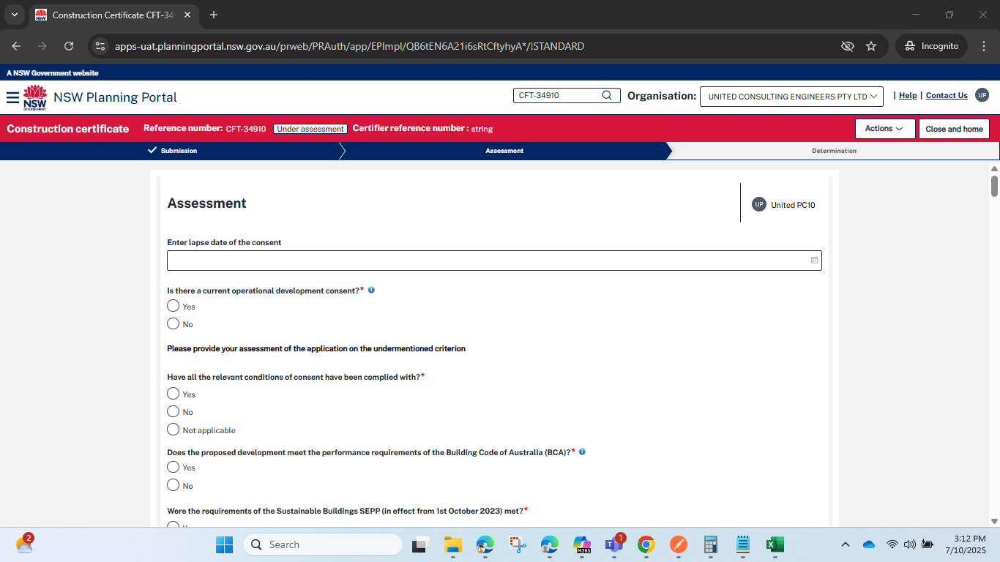 Construction Certificate CFT-34
apps-uat.planningportal.nsw.gov.au/prweb/PRAuth/app/EPImpl/QB6tEN6A21i6sRtCftyhyA*/!STANDARD
Incognito
A NSW Government website
NSW GOVERNMENT
NSW Planning Portal
CFT-34910
Organisation:
UNITED CONSULTING ENGINEERS PTY LTD
| Help | Contact Us
UP
Construction certificate
Reference number: CFT-34910
Under assessment
Certifier reference number : string
Actions
Close and home
Submission
Assessment
Determination
Assessment
UP United PC10
Enter lapse date of the consent
Is there a current operational development consent?*
Yes
No
Please provide your assessment of the application on the undermentioned criterion
Have all the relevant conditions of consent have been complied with?*
Yes
No
Not applicable
Does the proposed development meet the performance requirements of the Building Code of Australia (BCA)?*
Yes
No
Were the requirements of the Sustainable Buildings SEPP (in effect from 1st October 2023) met?*
2
Search
M365
1
3:12 PM
7/10/2025